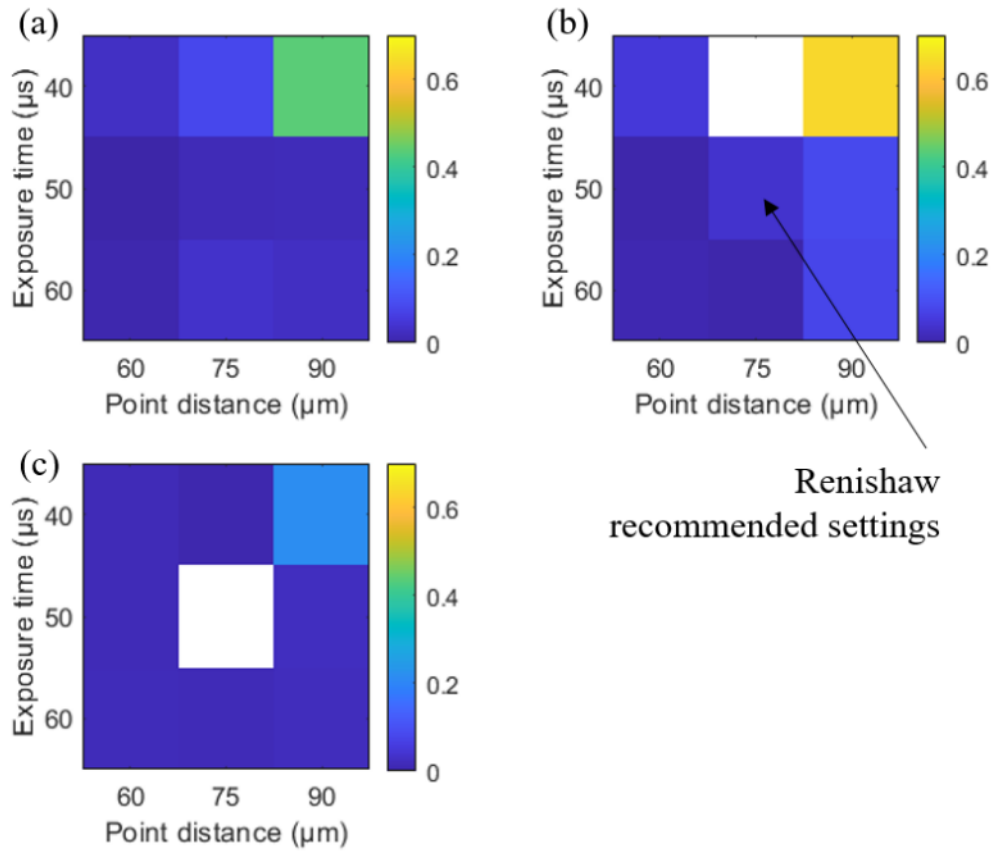 (a)
Exposure time (µs)
40
50
60
60 75 90
Point distance (µm)
0.6
0.4
0.2
0
(b)
Exposure time (µs)
40
50
60
60 75 90
Point distance (µm)
0.6
0.4
0.2
0
Renishaw
recommended settings
(c)
Exposure time (µs)
40
50
60
60 75 90
Point distance (µm)
0.6
0.4
0.2
0